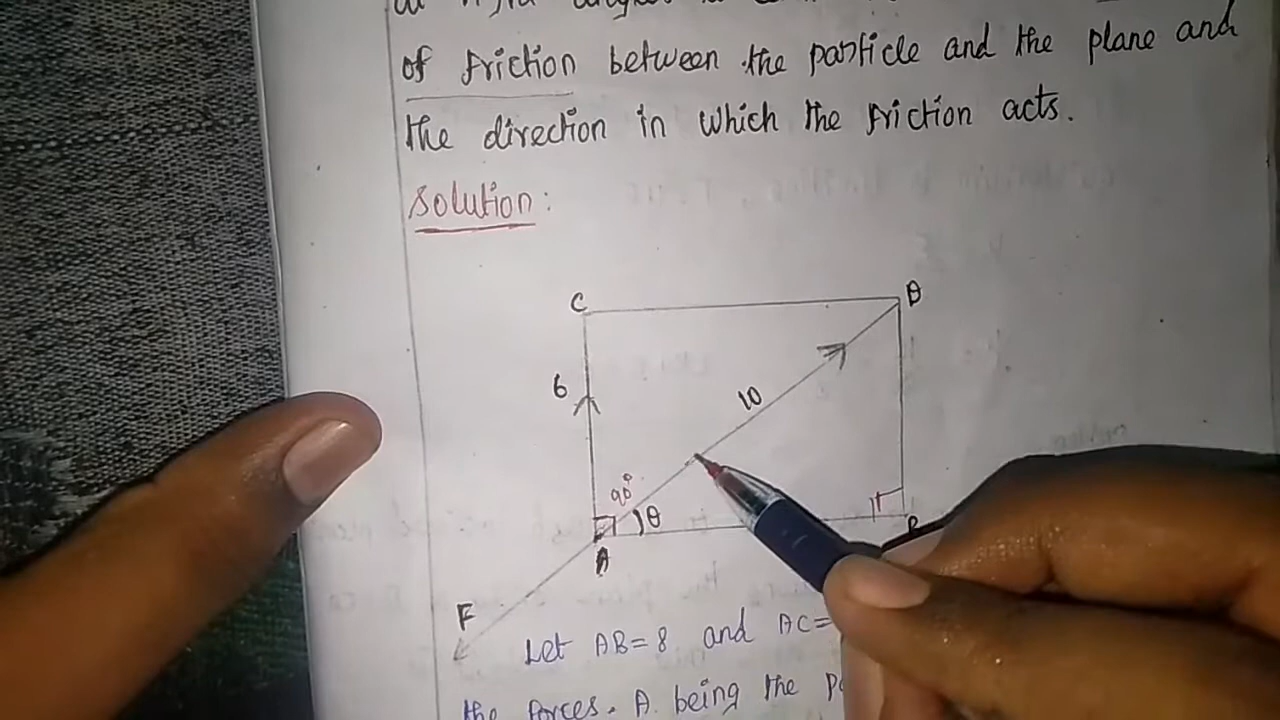 of friction between the particle and the plane and
the direction in which the friction acts.
Solution:
C
D
6
10
90°
θ
A
F
Let AB = 8 and AC =
the forces. A being the